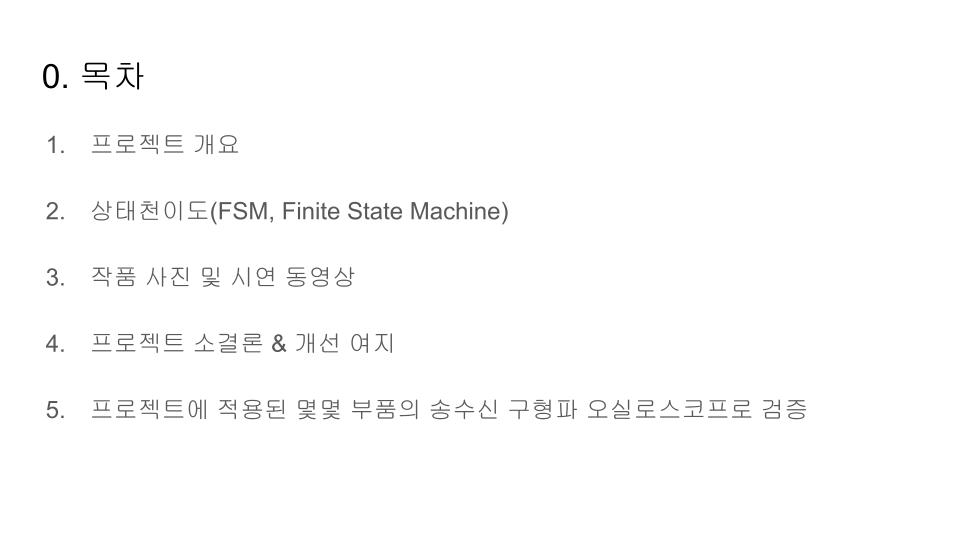 0. 목차
1. 프로젝트 개요
2. 상태천이도(FSM, Finite State Machine)
3. 작품 사진 및 시연 동영상
4. 프로젝트 소결론 & 개선 여지
5. 프로젝트에 적용된 몇몇 부품의 송수신 구형파 오실로스코프로 검증